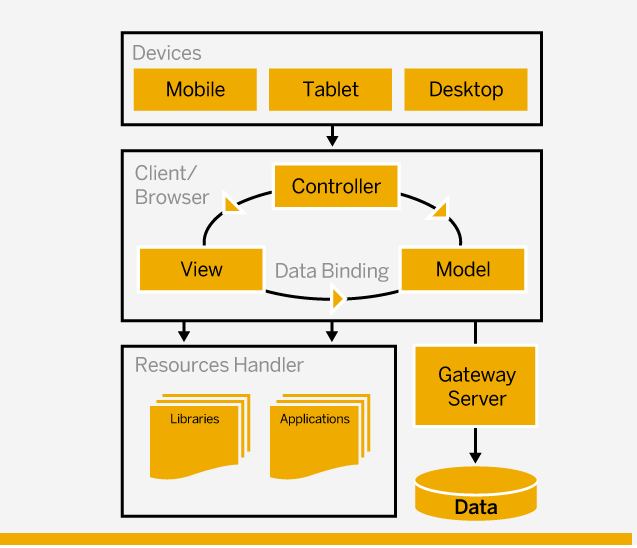 Devices
Mobile
Tablet
Desktop
Client/
Browser
Controller
View
Data Binding
Model
Resources Handler
Libraries
Applications
Gateway
Server
Data